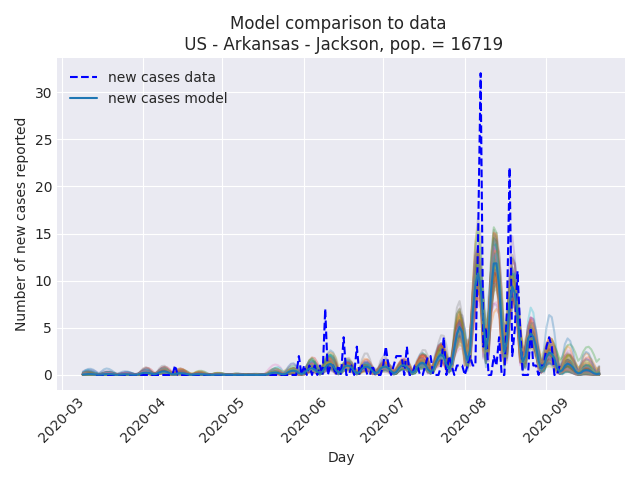 Model comparison to data
US - Arkansas - Jackson, pop. = 16719
new cases data
new cases model
Number of new cases reported
30
25
20
15
10
5
0
2020-03
2020-04
2020-05
2020-06
2020-07
2020-08
2020-09
Day